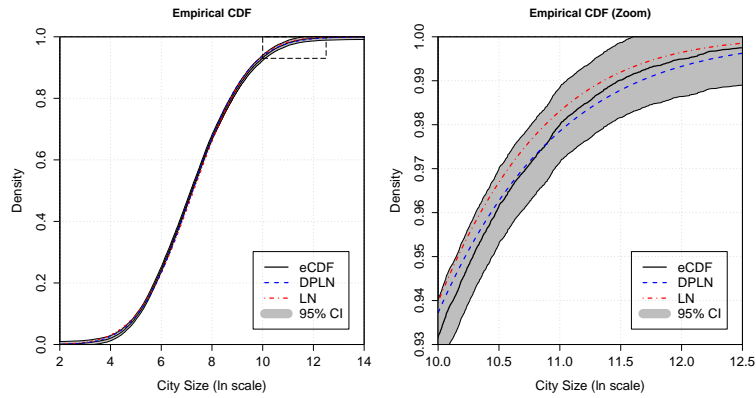 Empirical CDF
Density
1.0
0.8
0.6
0.4
0.2
0.0
eCDF
DPLN
LN
95% CI
2 4 6 8 10 12 14
City Size (ln scale)
Empirical CDF (Zoom)
Density
1.00
0.99
0.98
0.97
0.96
0.95
0.94
0.93
eCDF
DPLN
LN
95% CI
10.0 10.5 11.0 11.5 12.0 12.5
City Size (ln scale)